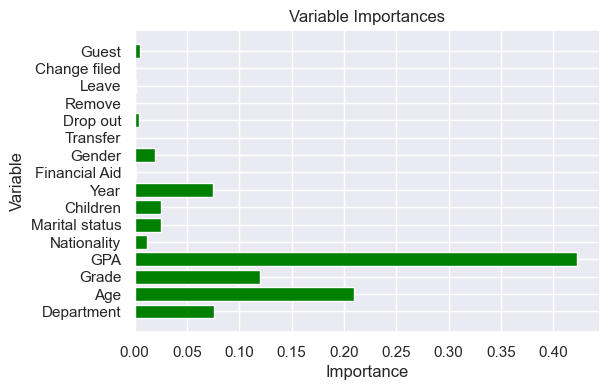 Variable Importances
Variable
Guest
Change filed
Leave
Remove
Drop out
Transfer
Gender
Financial Aid
Year
Children
Marital status
Nationality
GPA
Grade
Age
Department
0.00 0.05 0.10 0.15 0.20 0.25 0.30 0.35 0.40
Importance